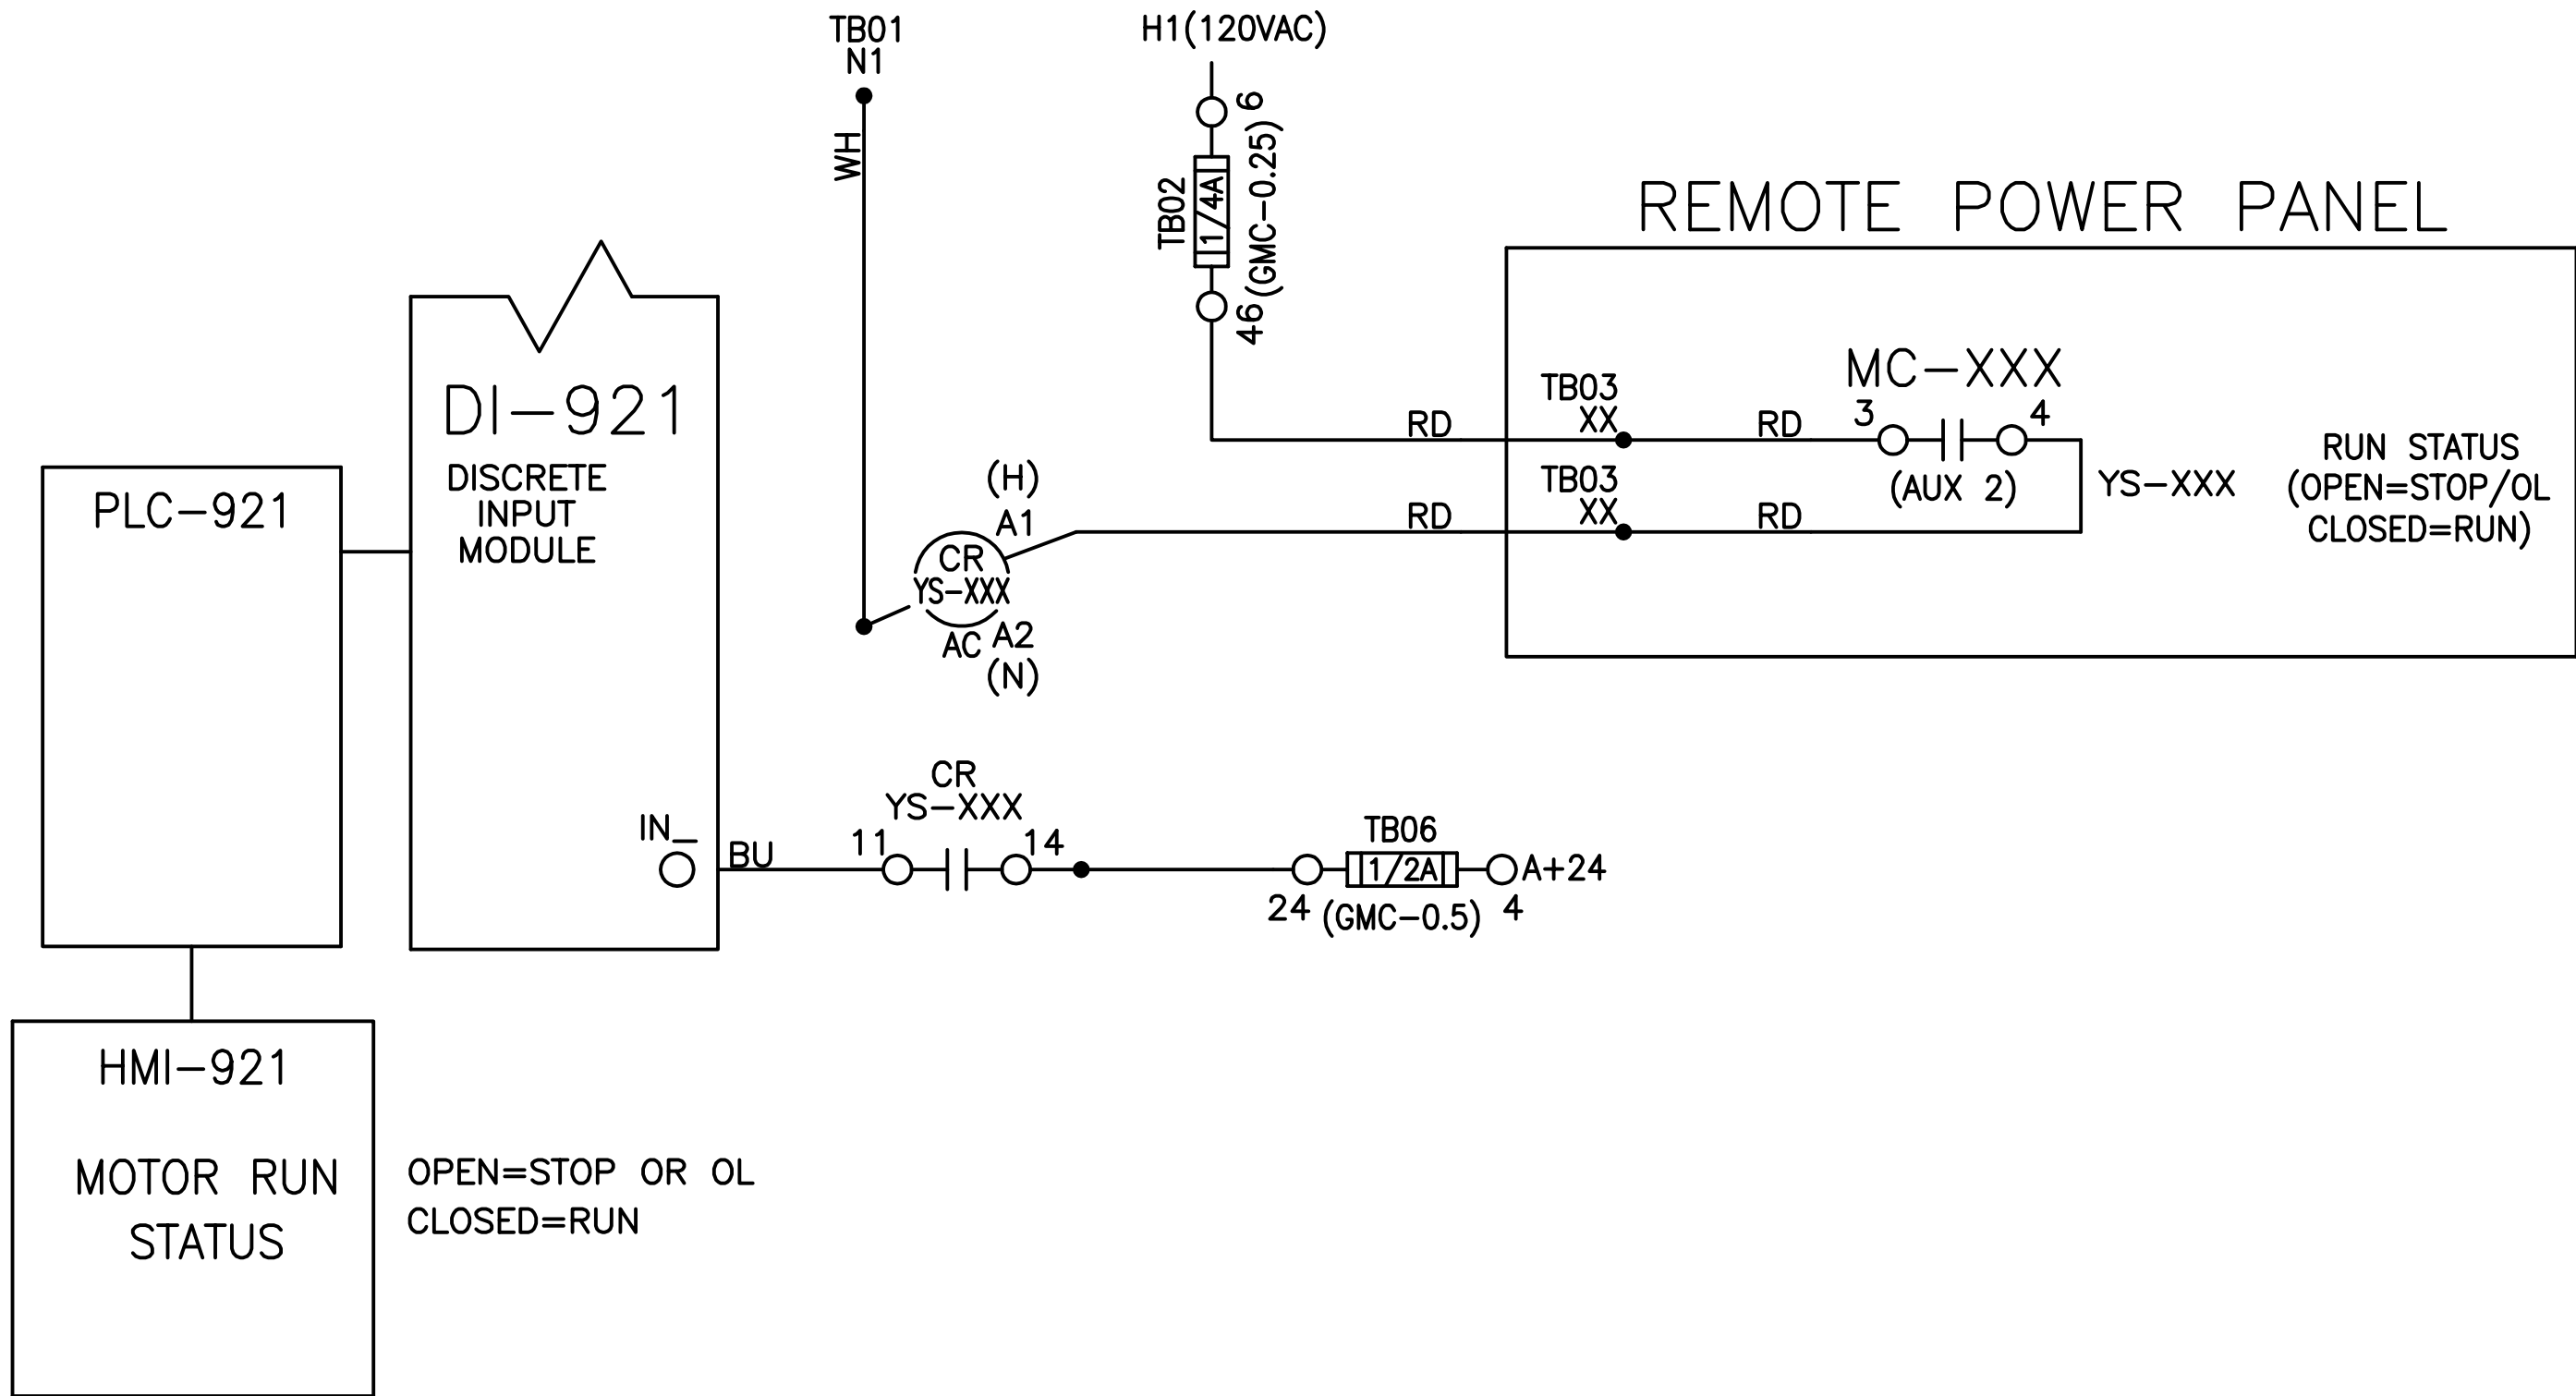 TB01
N1
WH
H1(120VAC)
6
TB02
1/4A
(GMC-0.25)
46
REMOTE POWER PANEL
DI-921
DISCRETE
INPUT
MODULE
PLC-921
RD
TB03
XX
RD
MC-XXX
3
4
(AUX 2)
RD
TB03
XX
RD
YS-XXX
RUN STATUS
(OPEN=STOP/OL
CLOSED=RUN)
(H)
A1
CR
YS-XXX
AC
A2
(N)
IN_
BU
CR
YS-XXX
11
14
TB06
1/2A
A+24
24
(GMC-0.5)
4
HMI-921
MOTOR RUN
STATUS
OPEN=STOP OR OL
CLOSED=RUN